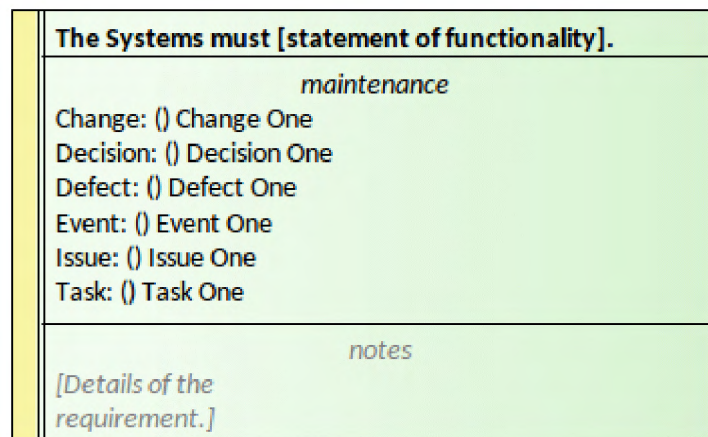 The Systems must [statement of functionality].
maintenance
Change: () Change One
Decision: () Decision One
Defect: () Defect One
Event: () Event One
Issue: () Issue One
Task: () Task One
notes
[Details of the
requirement.]